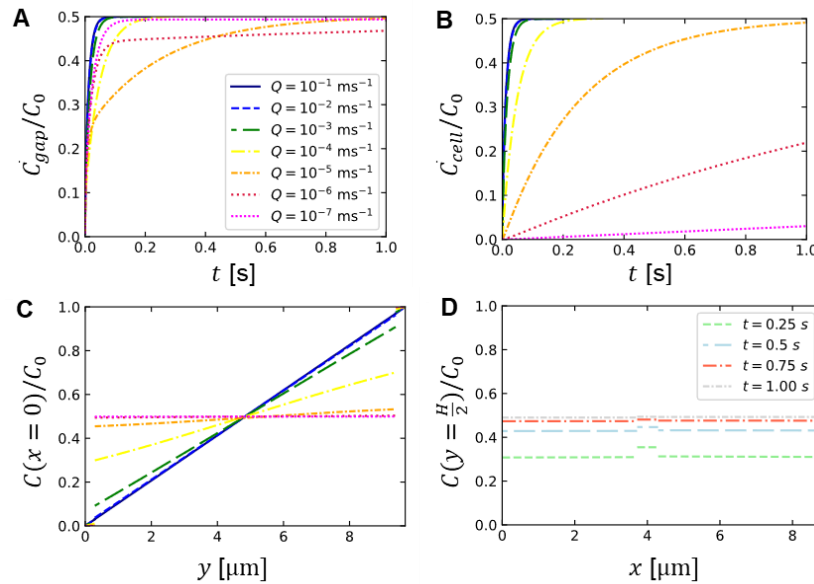 A
0.5
0.4
0.3
0.2
0.1
0.0
Ċ_gap/C_0
0.0 0.2 0.4 0.6 0.8 1.0
t [s]
Q = 10⁻¹ ms⁻¹
Q = 10⁻² ms⁻¹
Q = 10⁻³ ms⁻¹
Q = 10⁻⁴ ms⁻¹
Q = 10⁻⁵ ms⁻¹
Q = 10⁻⁶ ms⁻¹
Q = 10⁻⁷ ms⁻¹
B
0.5
0.4
0.3
0.2
0.1
0.0
Ċ_cell/C_0
0.0 0.2 0.4 0.6 0.8 1.0
t [s]
C
1.0
0.8
0.6
0.4
0.2
0.0
C(x = 0)/C_0
0 2 4 6 8
y [μm]
D
1.0
0.8
0.6
0.4
0.2
0.0
C(y = H/2)/C_0
0 2 4 6 8
x [μm]
t = 0.25 s
t = 0.5 s
t = 0.75 s
t = 1.00 s